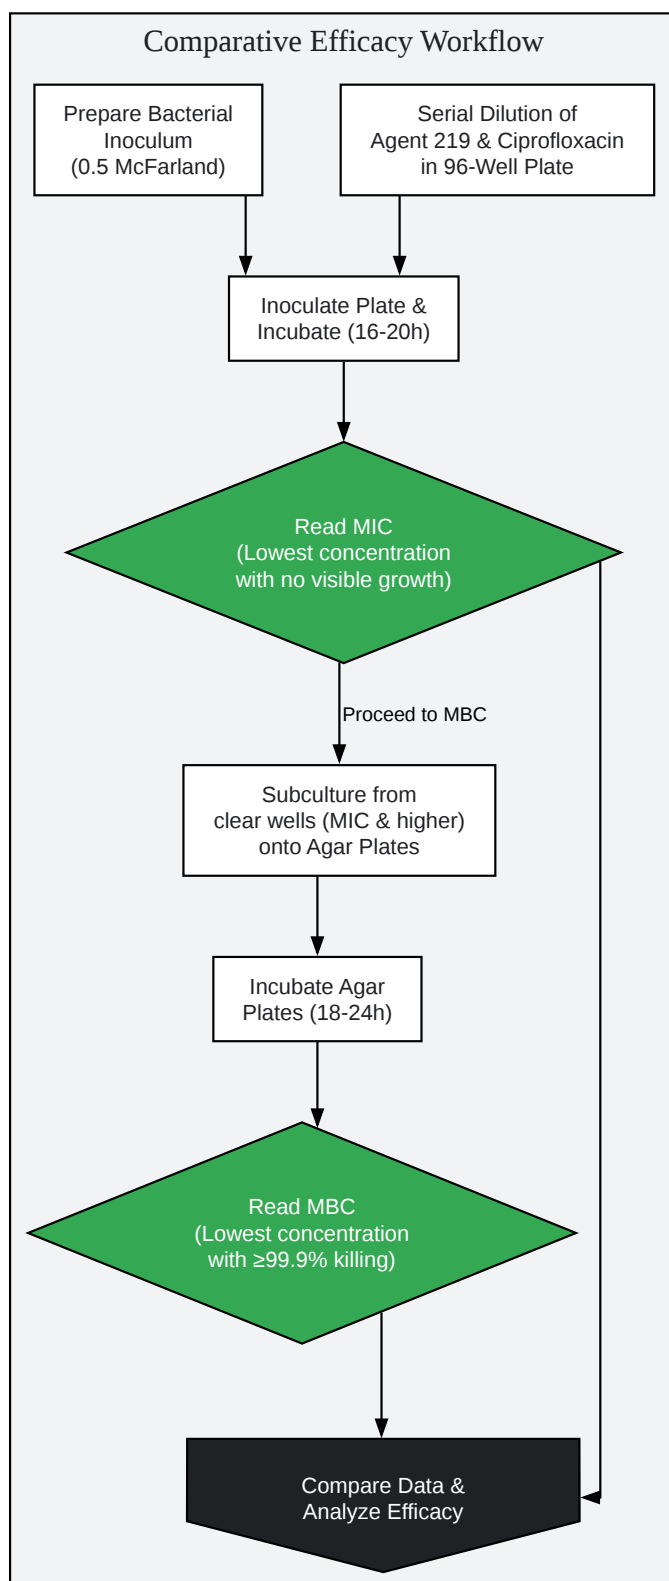 Comparative Efficacy Workflow
Prepare Bacterial
Inoculum
(0.5 McFarland)
Serial Dilution of
Agent 219 & Ciprofloxacin
in 96-Well Plate
Inoculate Plate &
Incubate (16-20h)
Read MIC
(Lowest concentration
with no visible growth)
Proceed to MBC
Subculture from
clear wells (MIC & higher)
onto Agar Plates
Incubate Agar
Plates (18-24h)
Read MBC
(Lowest concentration
with ≥99.9% killing)
Compare Data &
Analyze Efficacy